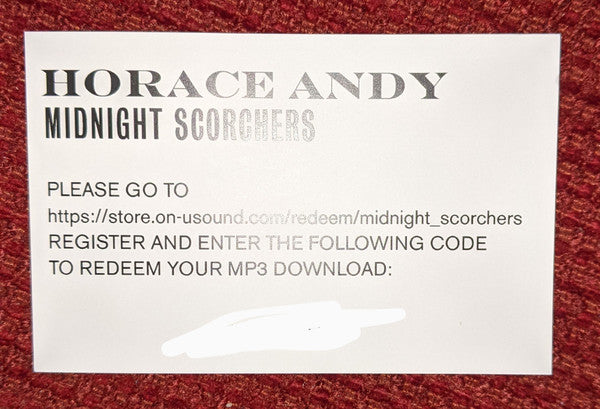 HORACE ANDY
MIDNIGHT SCORCHERS
PLEASE GO TO
https://store.on-usound.com/redeem/midnight_scorchers
REGISTER AND ENTER THE FOLLOWING CODE
TO REDEEM YOUR MP3 DOWNLOAD: